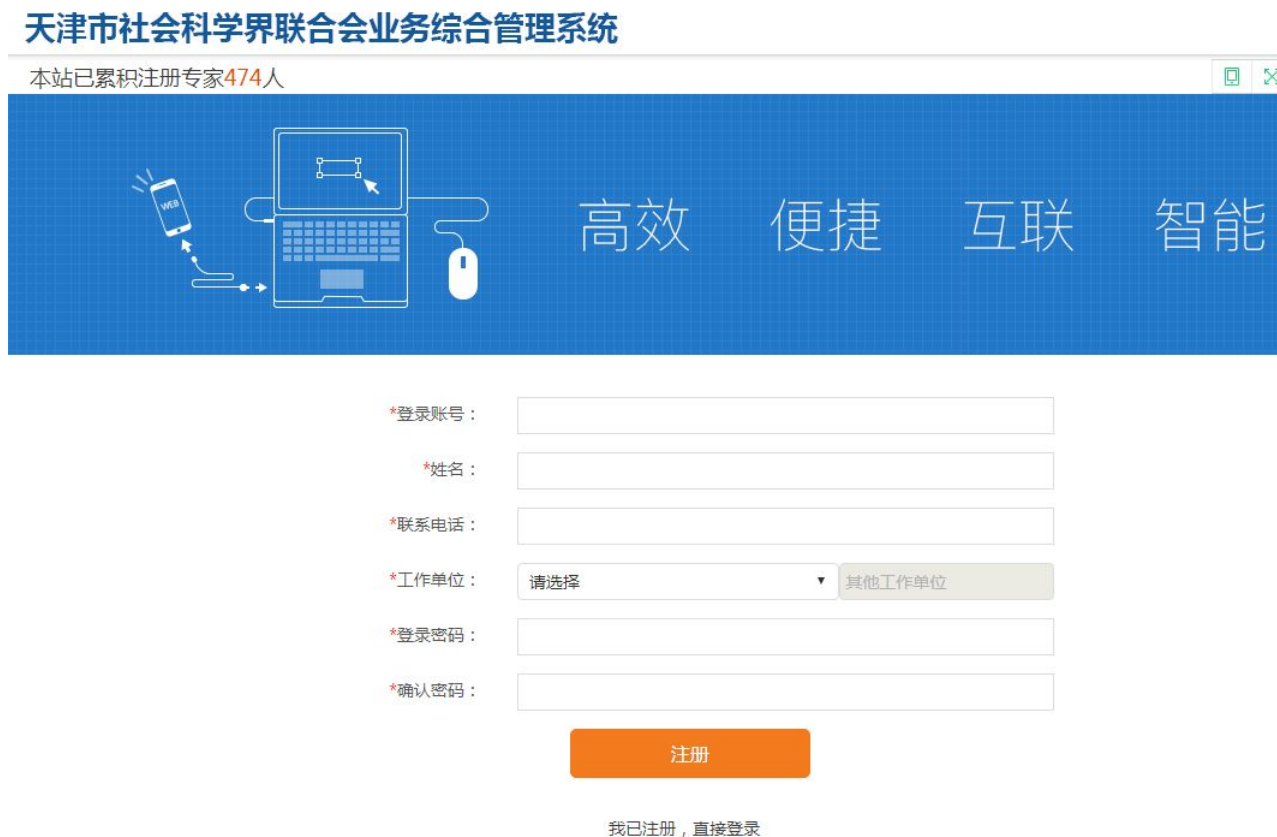 天津市社会科学界联合会业务综合管理系统
本站已累积注册专家474人
WEB
高效 便捷 互联 智能
*登录账号：
*姓名：
*联系电话：
*工作单位： 请选择 其他工作单位
*登录密码：
*确认密码：
注册
我已注册，直接登录